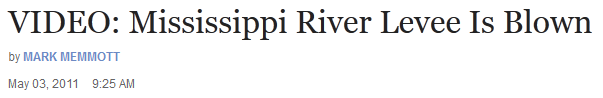 VIDEO: Mississippi River Levee Is Blown
by MARK MEMMOTT
May 03, 2011 9:25 AM